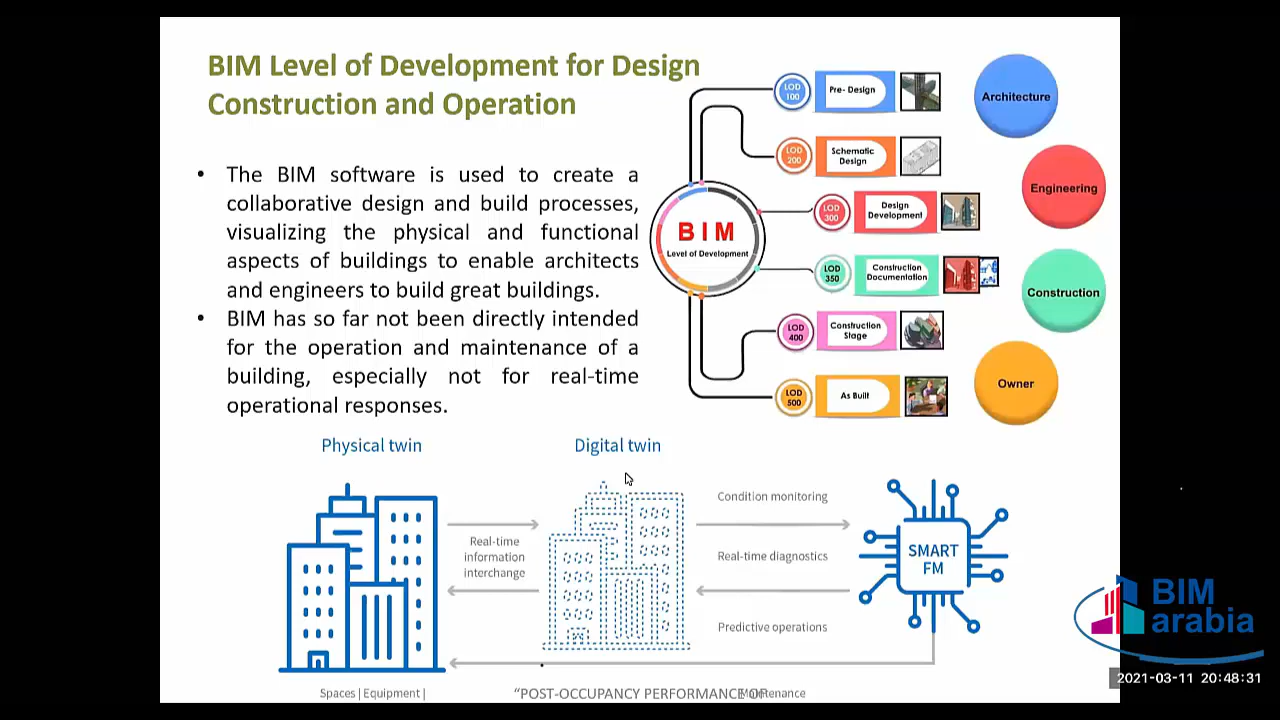 BIM Level of Development for Design
Construction and Operation
• The BIM software is used to create a
collaborative design and build processes,
visualizing the physical and functional
aspects of buildings to enable architects
and engineers to build great buildings.
• BIM has so far not been directly intended
for the operation and maintenance of a
building, especially not for real-time
operational responses.
BIM
Level of Development
LOD
100
Pre- Design
LOD
200
Schematic
Design
LOD
300
Design
Development
LOD
350
Construction
Documentation
LOD
400
Construction
Stage
LOD
500
As Built
Architecture
Engineering
Construction
Owner
Physical twin
Digital twin
Real-time
information
interchange
Condition monitoring
Real-time diagnostics
Predictive operations
SMART
FM
BIM
arabia
2021-03-11 20:48:31
Spaces | Equipment |
"POST-OCCUPANCY PERFORMANCE